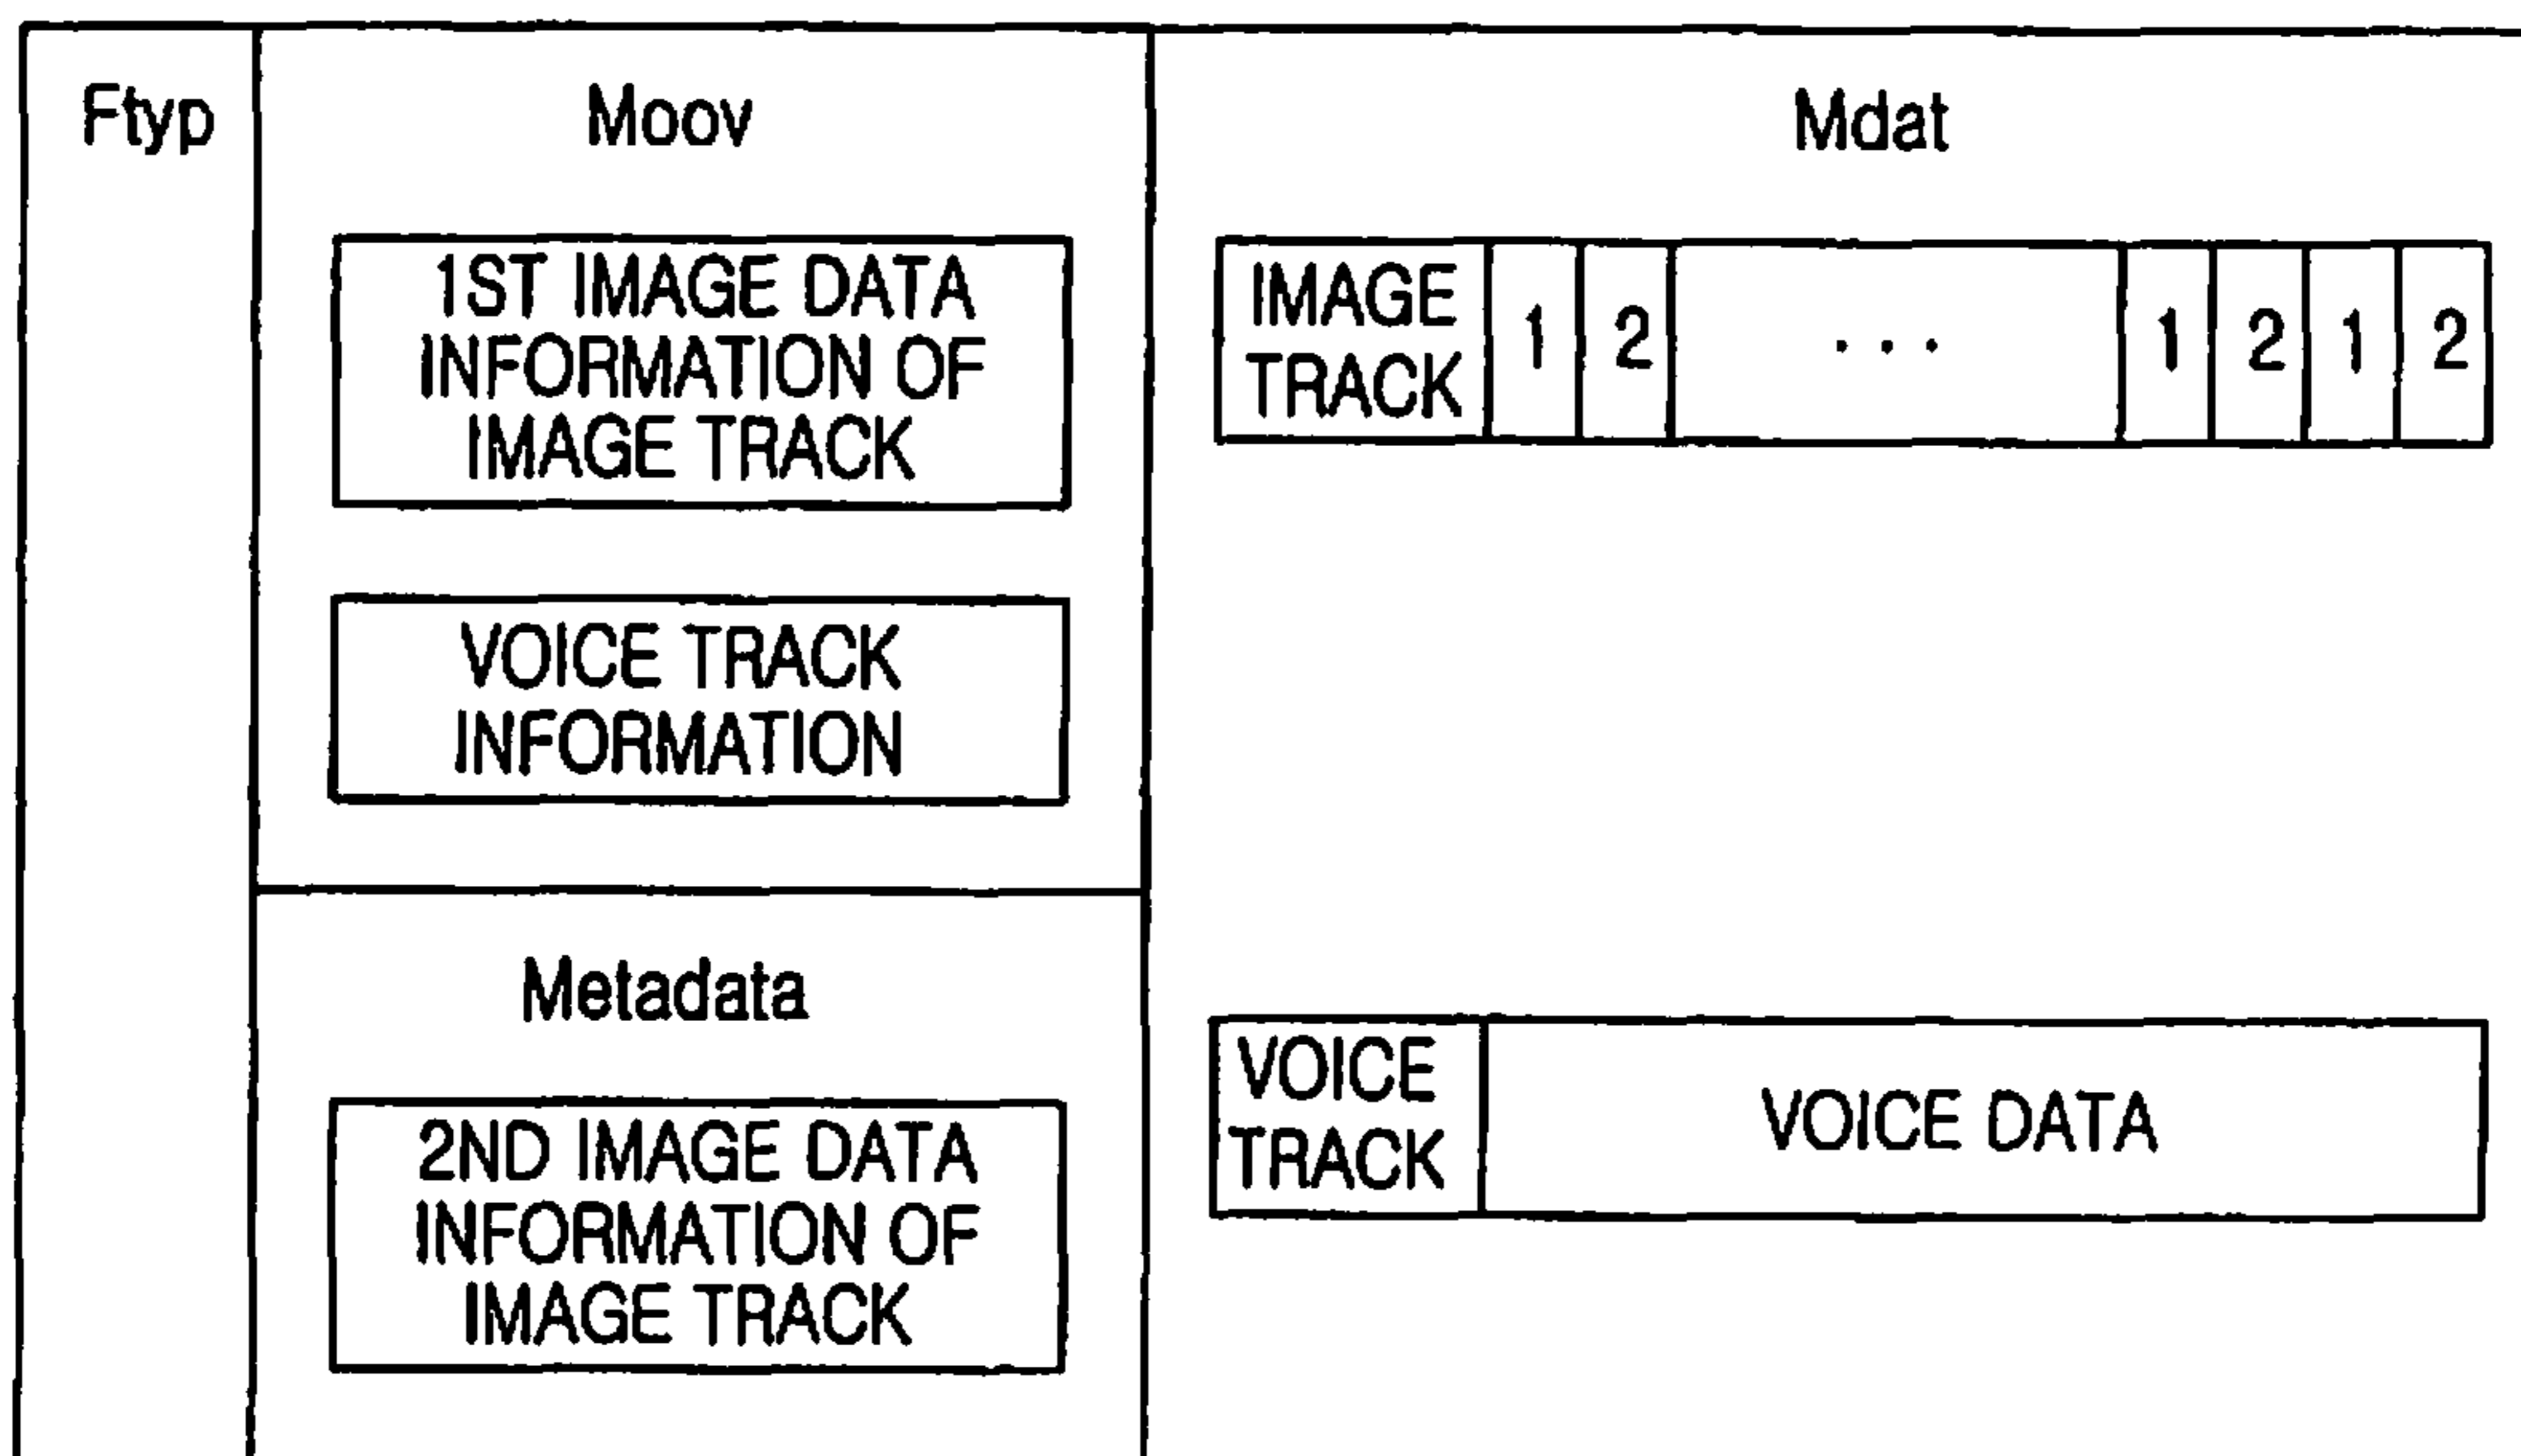 Ftyp
Moov
1ST IMAGE DATA
INFORMATION OF
IMAGE TRACK
VOICE TRACK
INFORMATION
Metadata
2ND IMAGE DATA
INFORMATION OF
IMAGE TRACK
Mdat
IMAGE
TRACK
1 2 ... 1 2 1 2
VOICE
TRACK
VOICE DATA